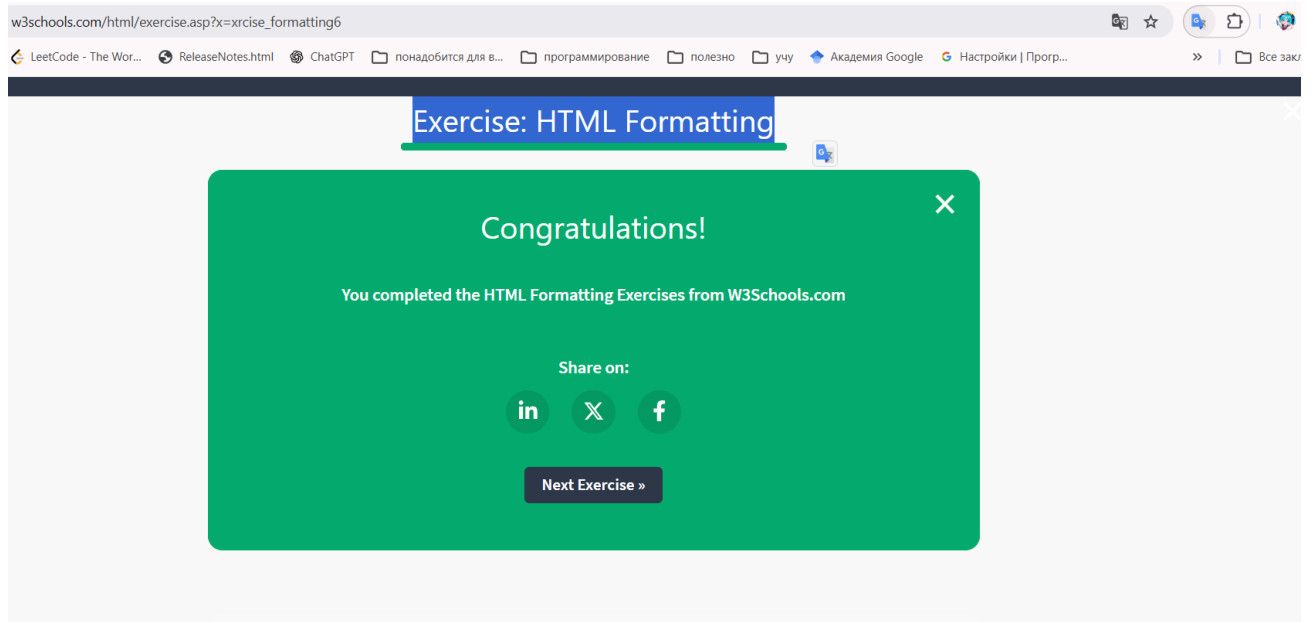 w3schools.com/html/exercise.asp?x=xrcise_formatting6
LeetCode - The Wor... ReleaseNotes.html ChatGPT понадобится для в... программирование полезно учу Академия Google Настройки | Прогр... » Все закл
Exercise: HTML Formatting
Congratulations!
You completed the HTML Formatting Exercises from W3Schools.com
Share on:
in X f
Next Exercise »